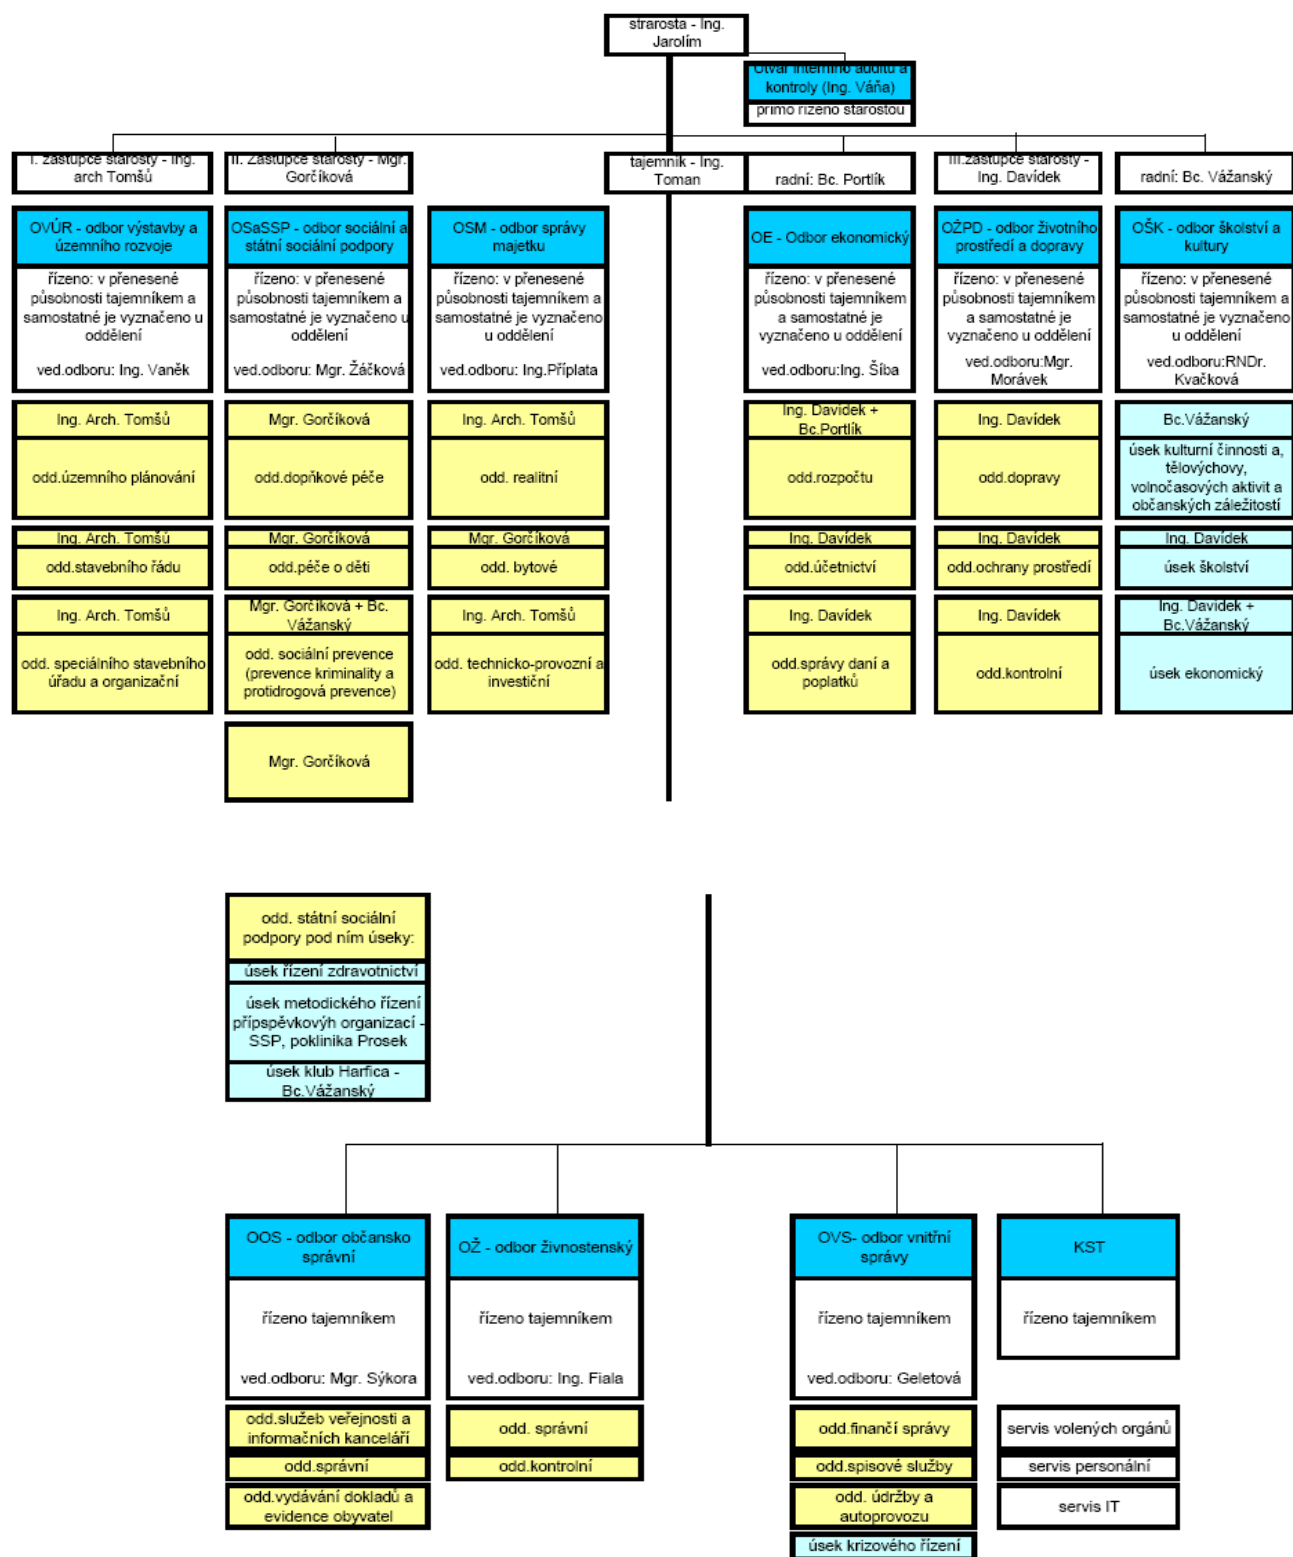 strarosta - Ing.
Jarolím
Útvar interního auditu a
kontroly (Ing. Váňa)
přímo řízeno starostou
I. zástupce starosty - Ing.
arch Tomšů
II. Zástupce starosty - Mgr.
Gorčíková
tajemník - Ing.
Toman
radní: Bc. Portlík
III.zástupce starosty -
Ing. Davídek
radní: Bc. Vážanský
OVÚR - odbor výstavby a
územního rozvoje
řízeno: v přenesené
působnosti tajemníkem a
samostatné je vyznačeno u
oddělení
ved.odboru: Ing. Vaněk
OSaSSP - odbor sociální a
státní sociální podpory
řízeno: v přenesené
působnosti tajemníkem a
samostatné je vyznačeno u
oddělení
ved.odboru: Mgr. Žáčková
OSM - odbor správy
majetku
řízeno: v přenesené
působnosti tajemníkem a
samostatné je vyznačeno u
oddělení
ved.odboru: Ing.Příplata
OE - Odbor ekonomický
řízeno: v přenesené
působnosti tajemníkem
a samostatné je
vyznačeno u oddělení
ved.odboru:Ing. Šíba
OŽPD - odbor životního
prostředí a dopravy
řízeno: v přenesené
působnosti tajemníkem
a samostatné je
vyznačeno u oddělení
ved.odboru:Mgr.
Morávek
OŠK - odbor školství a
kultury
řízeno: v přenesené
působnosti tajemníkem a
samostatné je vyznačeno
u oddělení
ved.odboru:RNDr.
Kvačková
Ing. Arch. Tomšů
odd.územního plánování
Mgr. Gorčíková
odd.dopňkové péče
Ing. Arch. Tomšů
odd. realitní
Ing. Davídek +
Bc.Portlík
odd.rozpočtu
Ing. Davídek
odd.dopravy
Bc.Vážanský
úsek kulturní činnosti a,
tělovýchovy,
volnočasových aktivit a
občanských záležitostí
Ing. Arch. Tomšů
odd.stavebního řádu
Mgr. Gorčíková
odd.péče o děti
Mgr. Gorčíková
odd. bytové
Ing. Davídek
odd.účetnictví
Ing. Davídek
odd.ochrany prostředí
Ing. Davídek
úsek školství
Ing. Arch. Tomšů
odd. speciálního stavebního
úřadu a organizační
Mgr. Gorčíková + Bc.
Vážanský
odd. sociální prevence
(prevence kriminality a
protidrogová prevence)
Ing. Arch. Tomšů
odd. technicko-provozní a
investiční
Ing. Davídek
odd.správy daní a
poplatků
Ing. Davídek
odd.kontrolní
Ing. Davídek +
Bc.Vážanský
úsek ekonomický
Mgr. Gorčíková
odd. státní sociální
podpory pod ním úseky:
úsek řízení zdravotnictví
úsek metodického řízení
přípspěvkovýh organizací -
SSP, poklinika Prosek
úsek klub Harfica -
Bc.Vážanský
OOS - odbor občansko
správní
řízeno tajemníkem
ved.odboru: Mgr. Sýkora
OŽ - odbor živnostenský
řízeno tajemníkem
ved.odboru: Ing. Fiala
OVS- odbor vnitřní
správy
řízeno tajemníkem
ved.odboru: Geletová
KST
řízeno tajemníkem
odd.služeb veřejnosti a
informačních kanceláří
odd.správní
odd.vydávání dokladů a
evidence obyvatel
odd. správní
odd.kontrolní
odd.finančí správy
odd.spisové služby
odd. údržby a
autoprovozu
úsek krizového řízení
servis volených orgánů
servis personální
servis IT